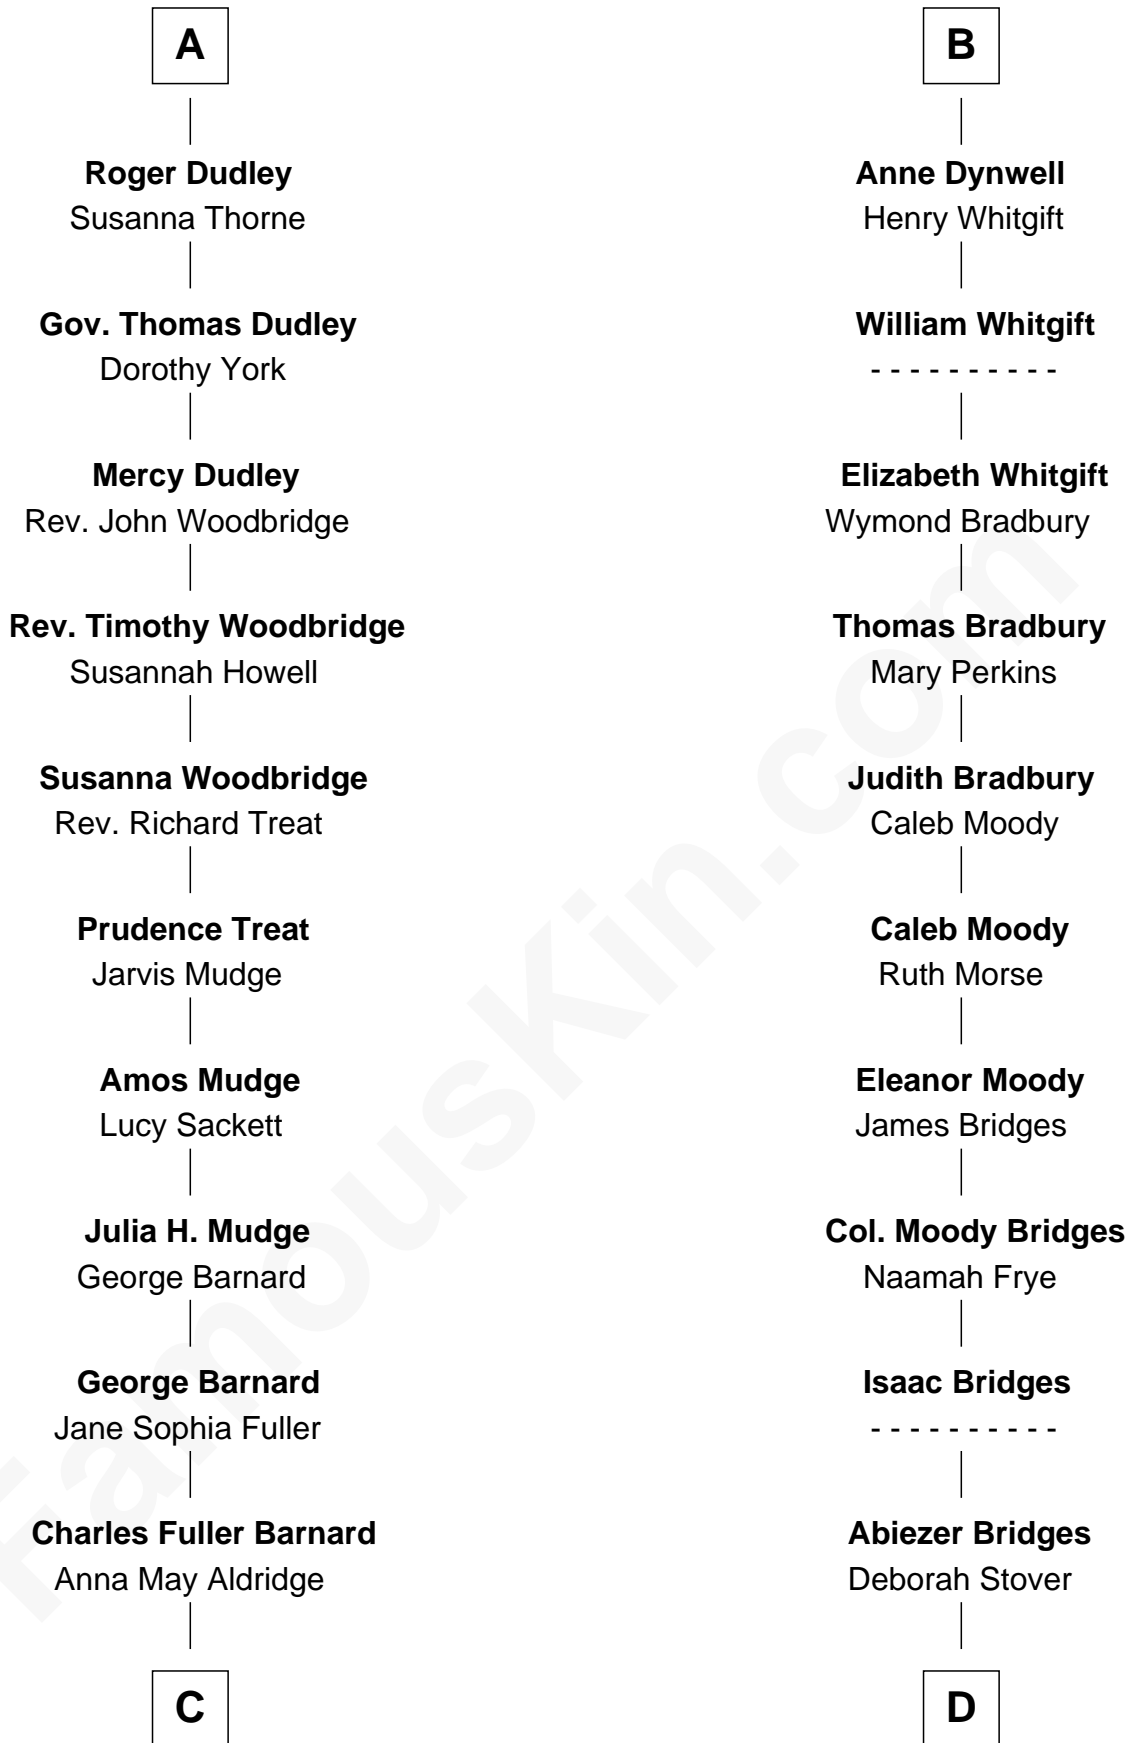 A
Roger Dudley
Susanna Thorne
Gov. Thomas Dudley
Dorothy York
Mercy Dudley
Rev. John Woodbridge
Rev. Timothy Woodbridge
Susannah Howell
Susanna Woodbridge
Rev. Richard Treat
Prudence Treat
Jarvis Mudge
Amos Mudge
Lucy Sackett
Julia H. Mudge
George Barnard
George Barnard
Jane Sophia Fuller
Charles Fuller Barnard
Anna May Aldridge
C
B
Anne Dynwell
Henry Whitgift
William Whitgift
- - - - - - - - - -
Elizabeth Whitgift
Wymond Bradbury
Thomas Bradbury
Mary Perkins
Judith Bradbury
Caleb Moody
Caleb Moody
Ruth Morse
Eleanor Moody
James Bridges
Col. Moody Bridges
Naamah Frye
Isaac Bridges
- - - - - - - - - -
Abiezer Bridges
Deborah Stover
D
FamousKin.com